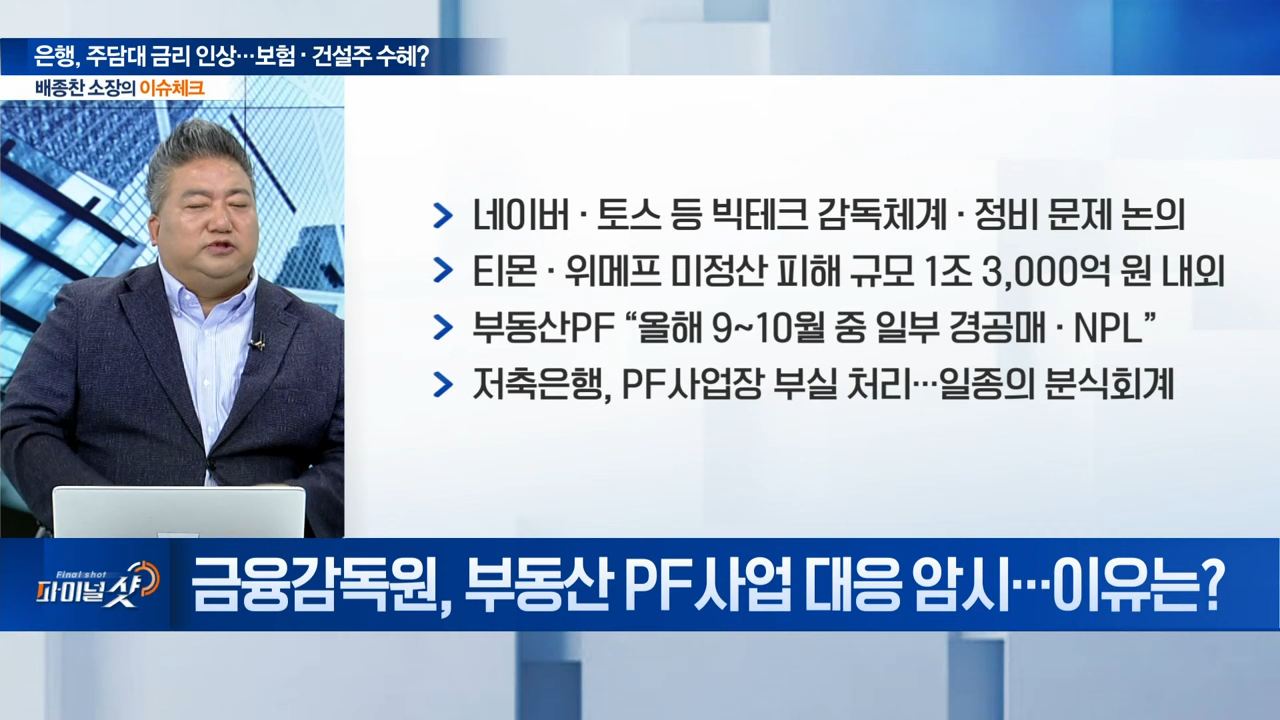 은행, 주담대 금리 인상…보험·건설주 수혜?
배종찬 소장의 이슈체크
네이버·토스 등 빅테크 감독체계·정비 문제 논의
티몬·위메프 미정산 피해 규모 1조 3,000억 원 내외
부동산PF “올해 9~10월 중 일부 경공매·NPL”
저축은행, PF사업장 부실 처리…일종의 분식회계
Final shot
파이널샷
금융감독원, 부동산 PF사업 대응 암시…이유는?